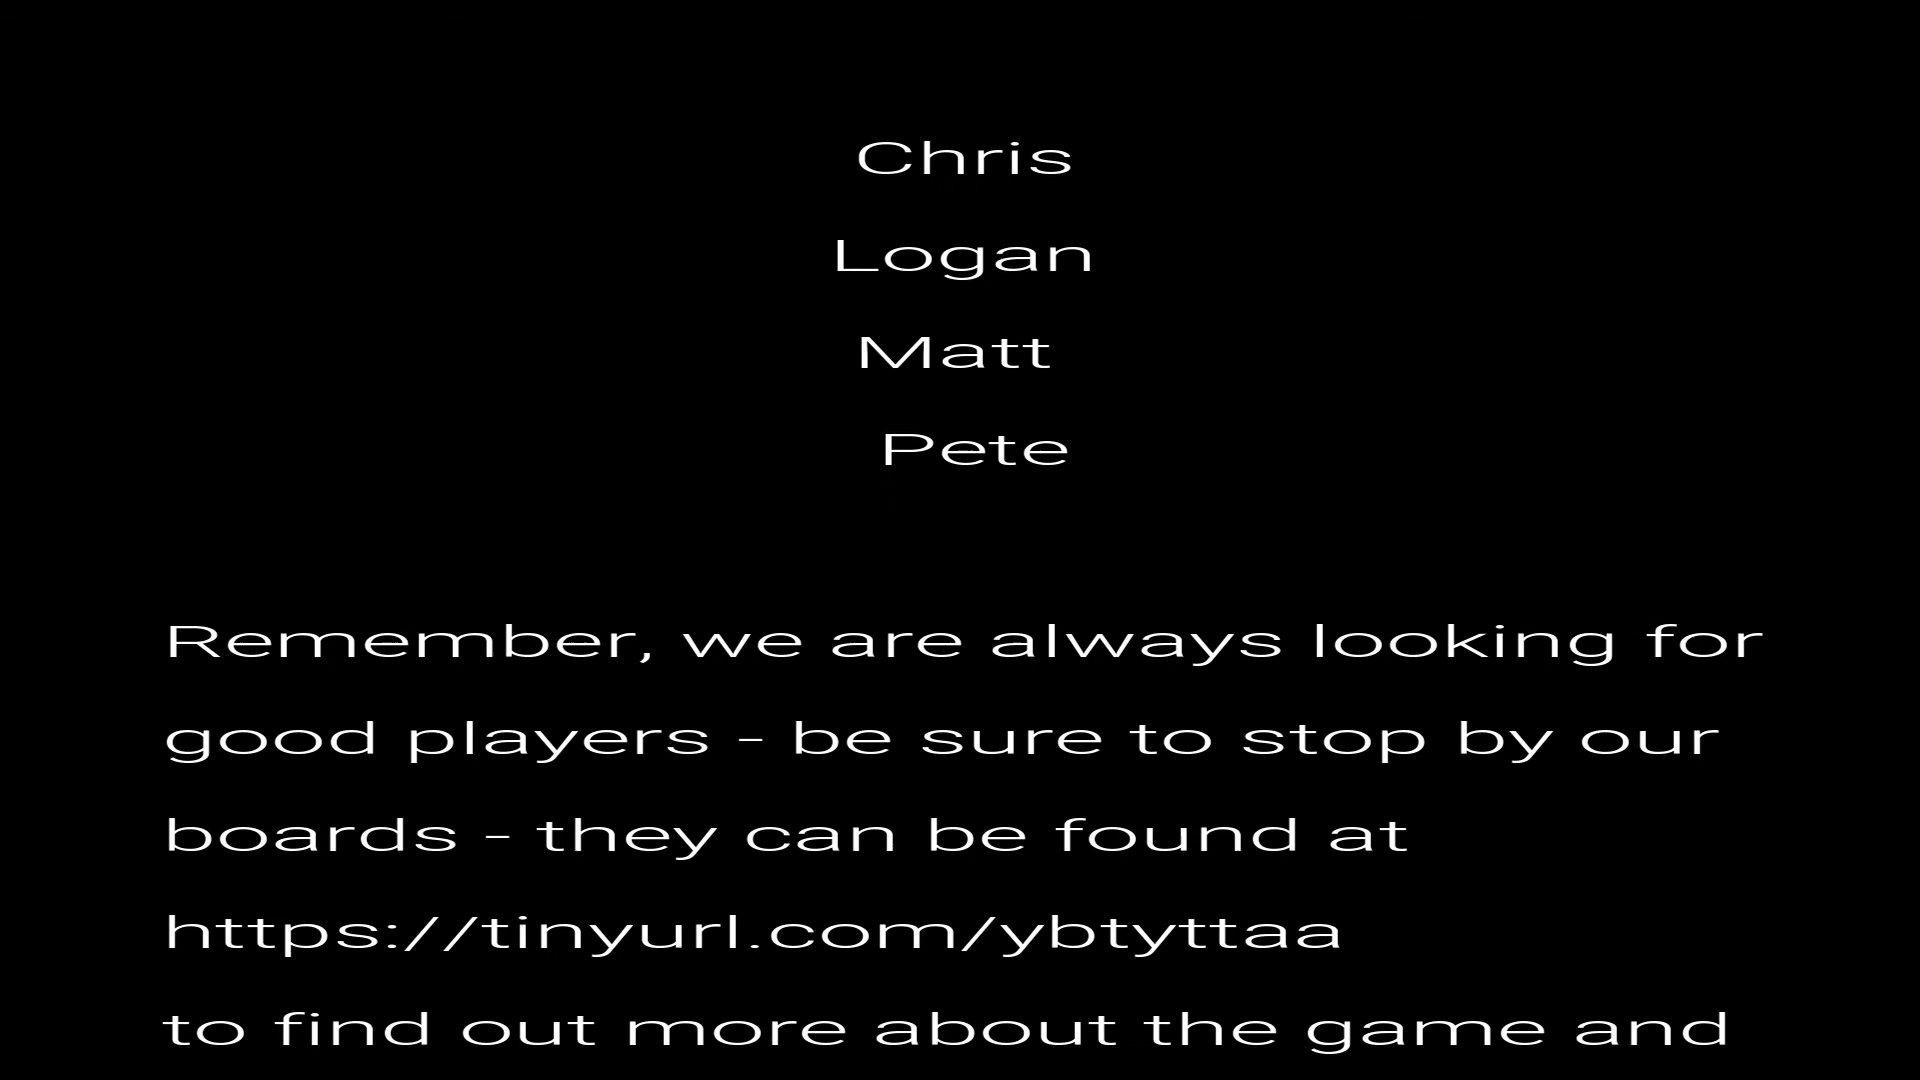 Chris
Logan
Matt
Pete
Remember, we are always looking for
good players - be sure to stop by our
boards - they can be found at
https://tinyurl.com/ybtyttaa
to find out more about the game and